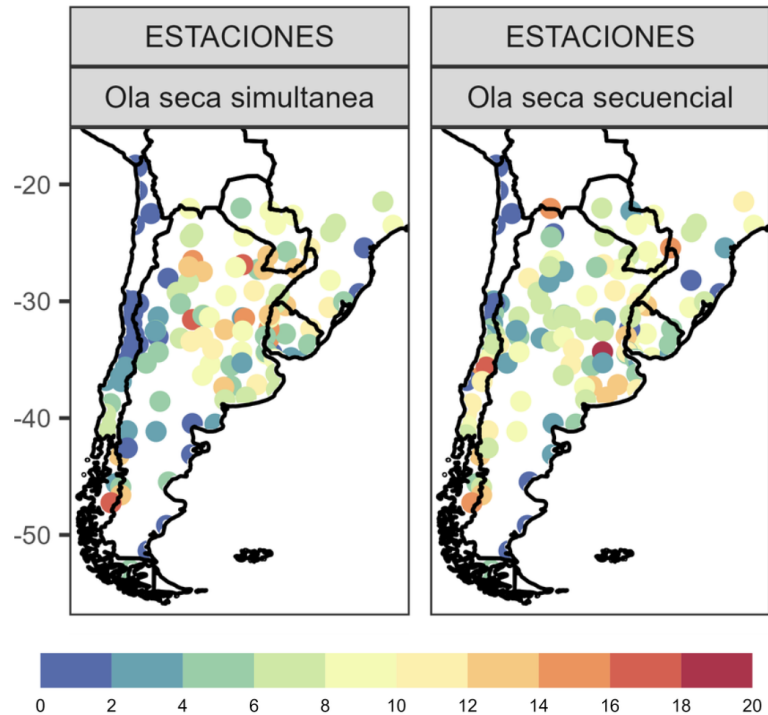 ESTACIONES ESTACIONES
Ola seca simultanea Ola seca secuencial
-20
-30
-40
-50
0 2 4 6 8 10 12 14 16 18 20